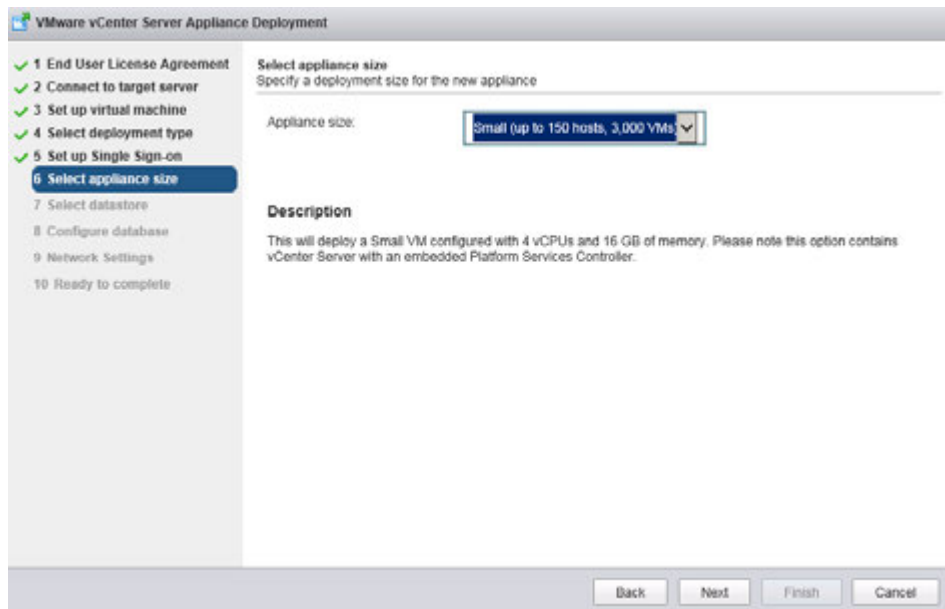 VMware vCenter Server Appliance Deployment
1 End User License Agreement
2 Connect to target server
3 Set up virtual machine
4 Select deployment type
5 Set up Single Sign-on
6 Select appliance size
7 Select datastore
8 Configure database
9 Network Settings
10 Ready to complete
Select appliance size
Specify a deployment size for the new appliance
Appliance size:
Small (up to 150 hosts, 3,000 VMs)
Description
This will deploy a Small VM configured with 4 vCPUs and 16 GB of memory. Please note this option contains
vCenter Server with an embedded Platform Services Controller.
Back
Next
Finish
Cancel